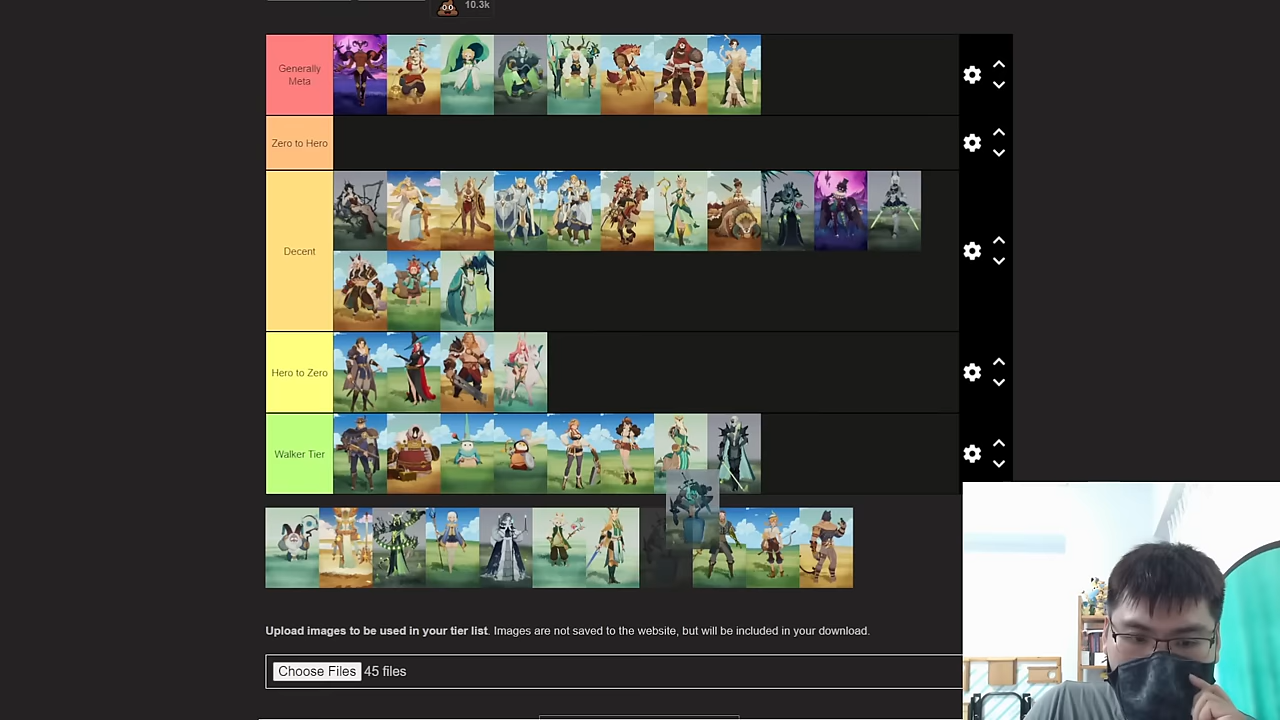 10.3k
Generally
Meta
Zero to Hero
Decent
Hero to Zero
Walker Tier
Upload images to be used in your tier list. Images are not saved to the website, but will be included in your download.
Choose Files 45 files